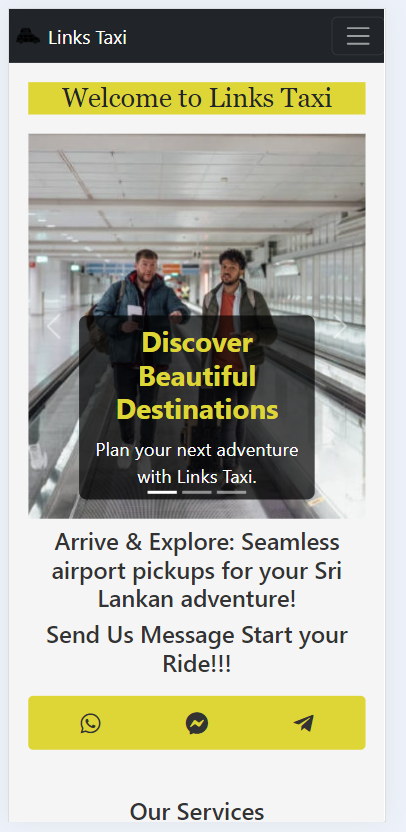 Links Taxi
Welcome to Links Taxi
Discover
Beautiful
Destinations
Plan your next adventure
with Links Taxi.
Arrive & Explore: Seamless
airport pickups for your Sri
Lankan adventure!
Send Us Message Start your
Ride!!!
Our Services